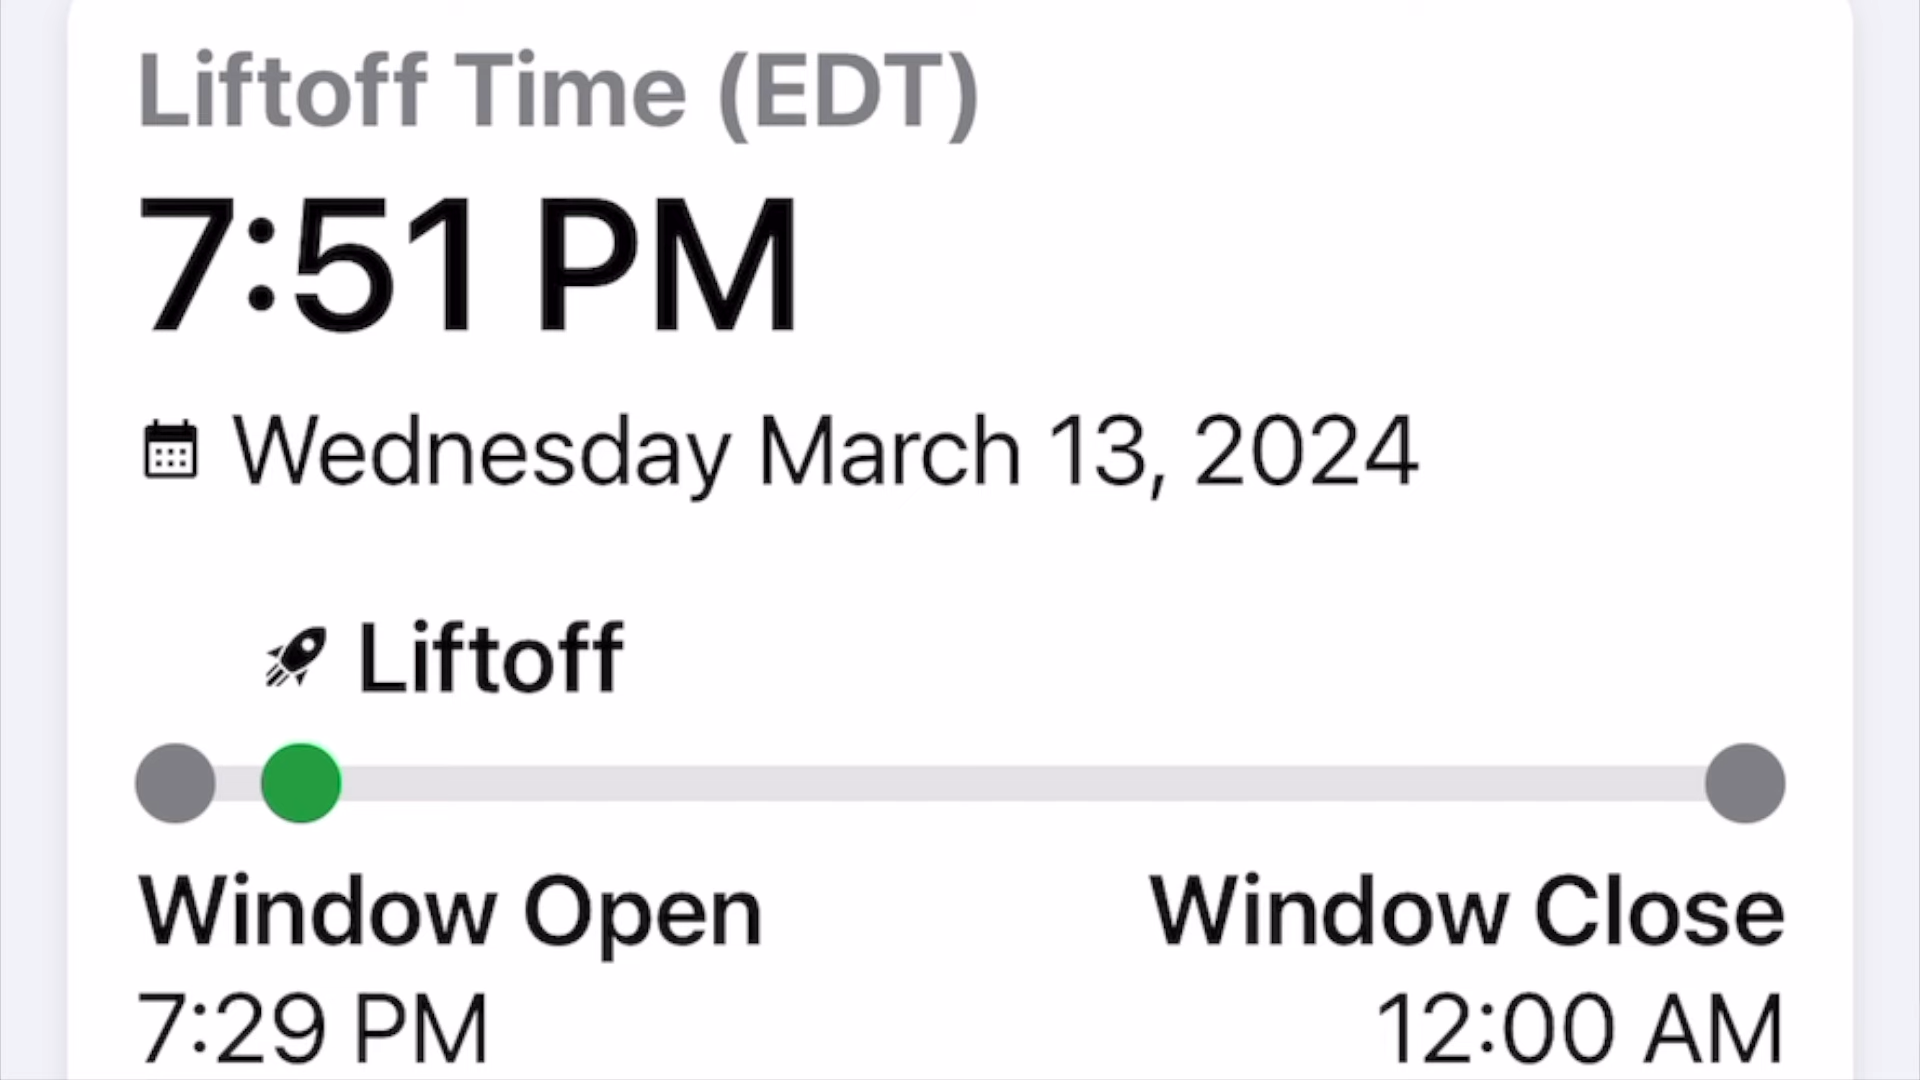 Liftoff Time (EDT)
7:51 PM
Wednesday March 13, 2024
Liftoff
Window Open
Window Close
7:29 PM
12:00 AM